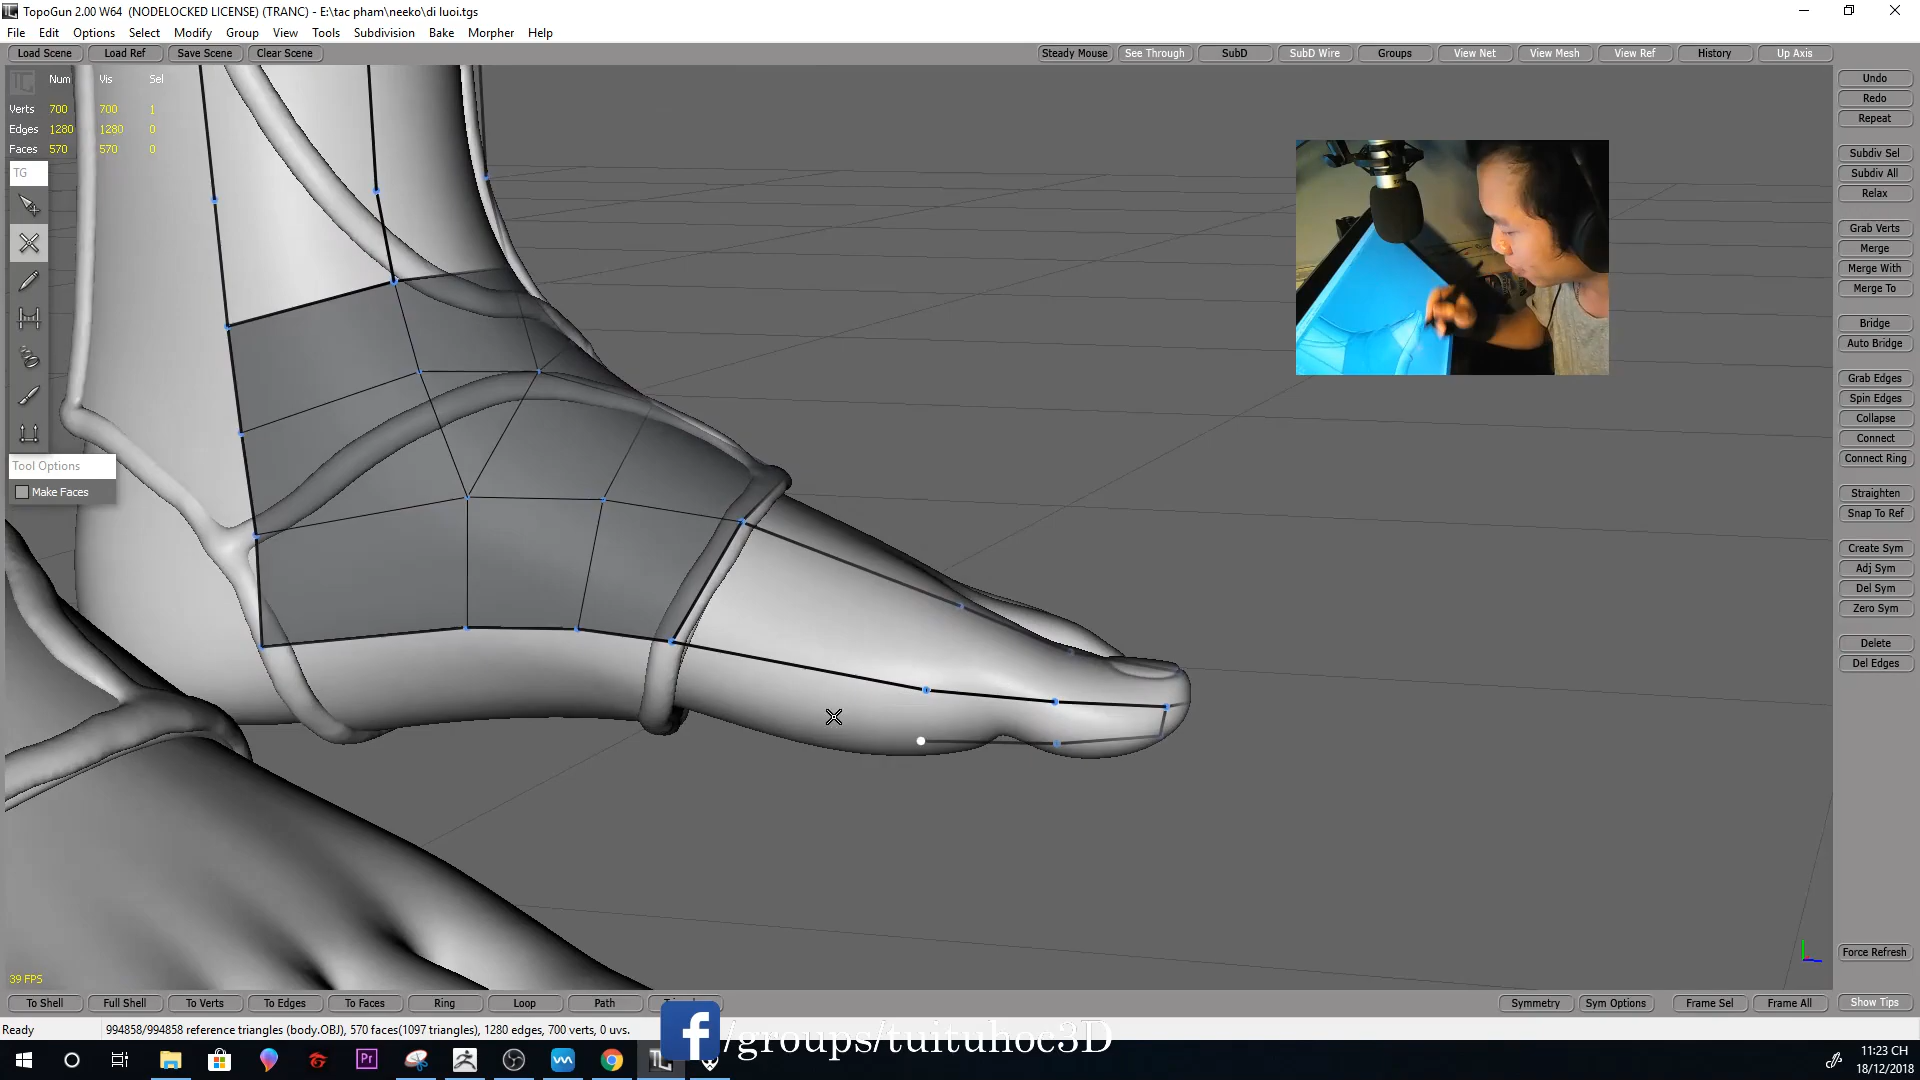 TopoGun 2.00 W64 (NODELOCKED LICENSE) (TRANC) - E:\tac pham\neeko\di luoi.tgs
File Edit Options Select Modify Group View Tools Subdivision Bake Morpher Help
Load Scene Load Ref Save Scene Clear Scene Steady Mouse See Through SubD SubD Wire Groups View Net View Mesh View Ref History Up Axis
Num Vis Sel
Verts 700 700 1
Edges 1280 1280 0
Faces 570 570 0
TG
Tool Options
Make Faces
Undo
Redo
Repeat
Subdiv Sel
Subdiv All
Relax
Grab Verts
Merge
Merge With
Merge To
Bridge
Auto Bridge
Grab Edges
Spin Edges
Collapse
Connect
Connect Ring
Straighten
Snap To Ref
Create Sym
Adj Sym
Del Sym
Zero Sym
Delete
Del Edges
Force Refresh
Show Tips
39 FPS
To Shell Full Shell To Verts To Edges To Faces Ring Loop Path Symmetry Sym Options Frame Sel Frame All
Ready 994858/994858 reference triangles (body.OBJ), 570 faces(1097 triangles), 1280 edges, 700 verts, 0 uvs.
f /groups/tuituhoc3D
Pr
11:23 CH
18/12/2018